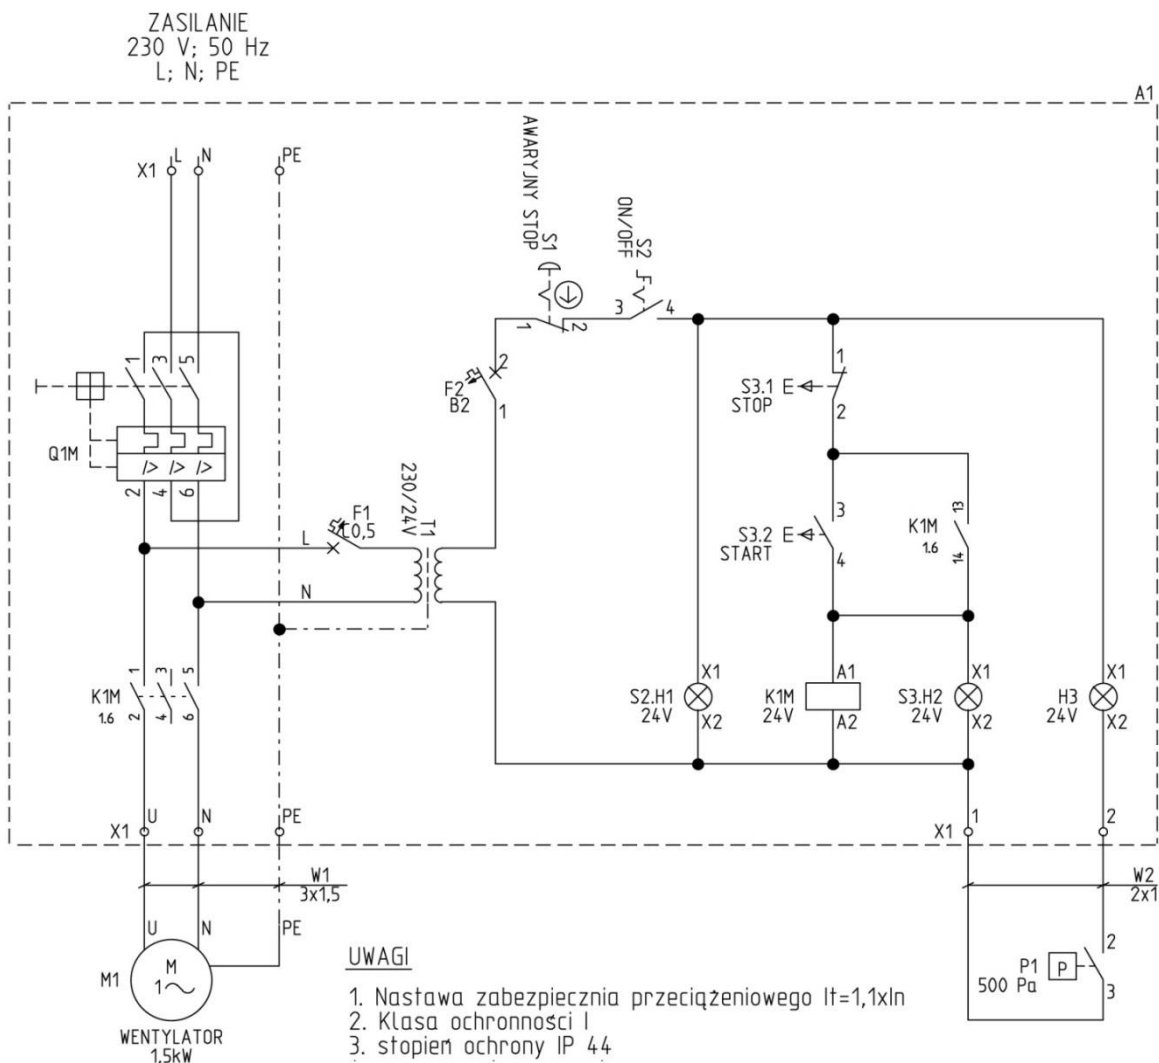 ZASILANIE
230 V; 50 Hz
L; N; PE
A1
X1 L N PE
AWARYJNY STOP
S1
ON/OFF
S2
1 2 3 4
1 3 5
Q1M
2 4 6
F2
B2
2
1
L
F1
C0,5
230/24V
T1
N
1
S3.1 E
STOP
2
3
S3.2 E
START
4
13
K1M
1.6
14
1 3 5
K1M
1.6
2 4 6
X1
S2.H1
24V
X2
A1
K1M
24V
A2
X1
S3.H2
24V
X2
X1
H3
24V
X2
X1 U N PE
X1 1 2
W1
3x1,5
W2
2x1
U N PE
M1
M
1~
WENTYLATOR
1,5kW
P1 P
500 Pa
2
3
UWAGI
1. Nastawa zabezpiecznia przeciążeniowego It=1,1xIn
2. Klasa ochronności I
3. stopień ochrony IP 44